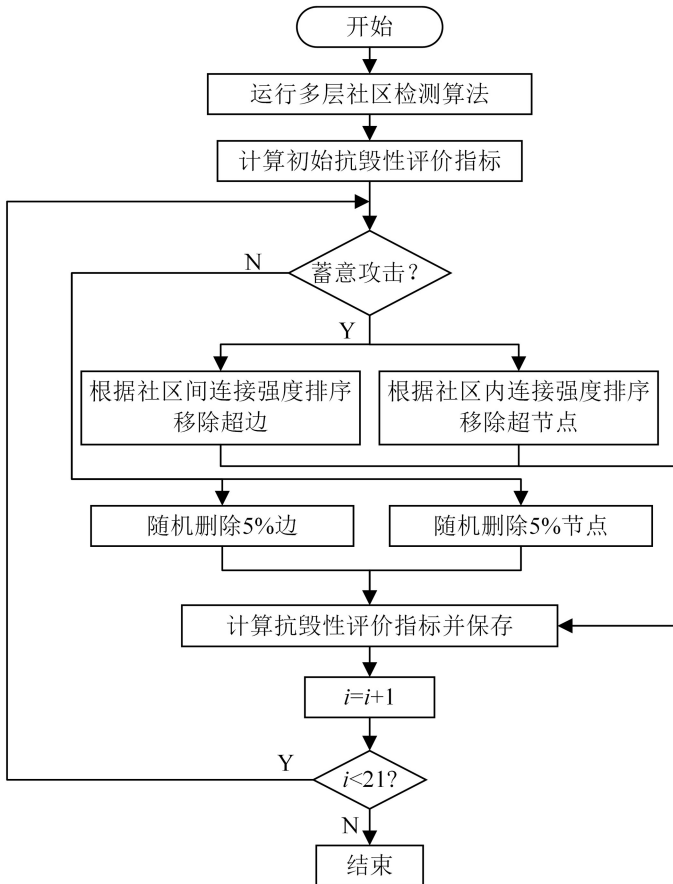 开始
运行多层社区检测算法
计算初始抗毁性评价指标
N
蓄意攻击?
Y
根据社区间连接强度排序
移除超边
根据社区内连接强度排序
移除超节点
随机删除5%边
随机删除5%节点
计算抗毁性评价指标并保存
i=i+1
Y
i<21?
N
结束